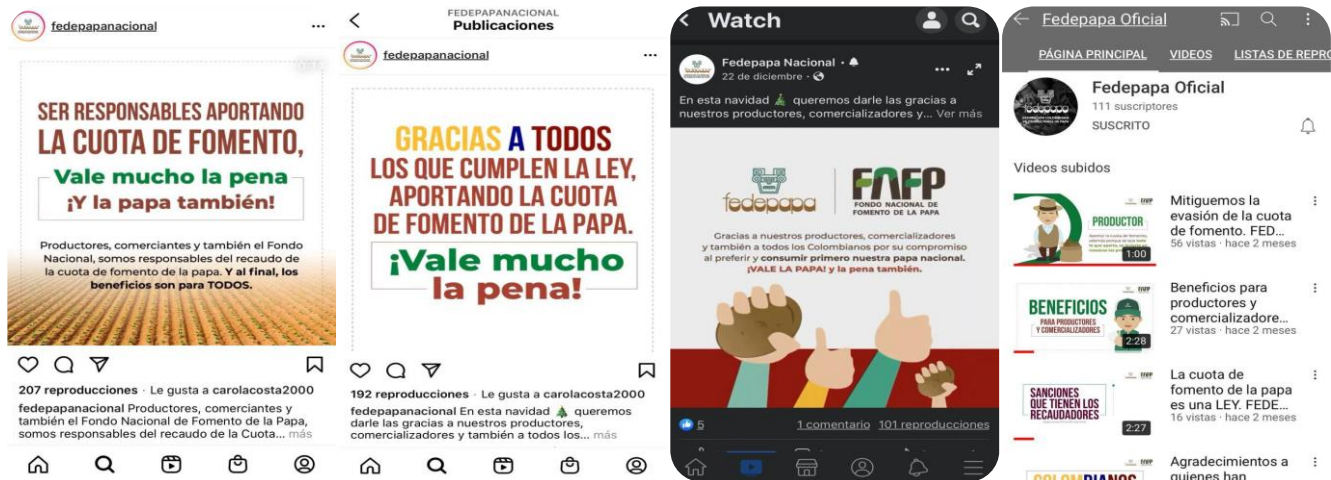 fedepapanacional
SER RESPONSABLES APORTANDO
LA CUOTA DE FOMENTO,
Vale mucho la pena
¡Y la papa también!
Productores, comerciantes y también el Fondo
Nacional, somos responsables del recaudo de
la cuota de fomento de la papa. Y al final, los
beneficios son para TODOS.
207 reproducciones · Le gusta a carolacosta2000
fedepapanacional Productores, comerciantes y
también el Fondo Nacional de Fomento de la Papa,
somos responsables del recaudo de la Cuota... más
FEDEPAPANACIONAL
Publicaciones
fedepapanacional
GRACIAS A TODOS
LOS QUE CUMPLEN LA LEY,
APORTANDO LA CUOTA
DE FOMENTO DE LA PAPA.
¡Vale mucho
la pena!
192 reproducciones · Le gusta a carolacosta2000
fedepapanacional En esta navidad 🎄 queremos
darle las gracias a nuestros productores,
comercializadores y también a todos los... más
Watch
Fedepapa Nacional
22 de diciembre
En esta navidad 🎄 queremos darle las gracias a
nuestros productores, comercializadores y... Ver más
fedepapa
FNFP
FONDO NACIONAL DE
FOMENTO DE LA PAPA
Gracias a nuestros productores, comercializadores
y también a todos los Colombianos por su compromiso
al preferir y consumir primero nuestra papa nacional.
¡VALE LA PAPA! y la pena también.
5
1 comentario 101 reproducciones
Fedepapa Oficial
PÁGINA PRINCIPAL VIDEOS LISTAS DE REPRO
Fedepapa Oficial
111 suscriptores
SUSCRITO
Videos subidos
PRODUCTOR
1:00
Mitiguemos la
evasión de la cuota
de fomento. FED...
56 vistas · hace 2 meses
BENEFICIOS
PARA PRODUCTORES
Y COMERCIALIZADORES
2:28
Beneficios para
productores y
comercializadore...
27 vistas · hace 2 meses
SANCIONES
QUE TIENEN LOS
RECAUDADORES
2:27
La cuota de
fomento de la papa
es una LEY. FEDE...
16 vistas · hace 2 meses
COLOMBIANOS
Agradecimientos a
quienes han